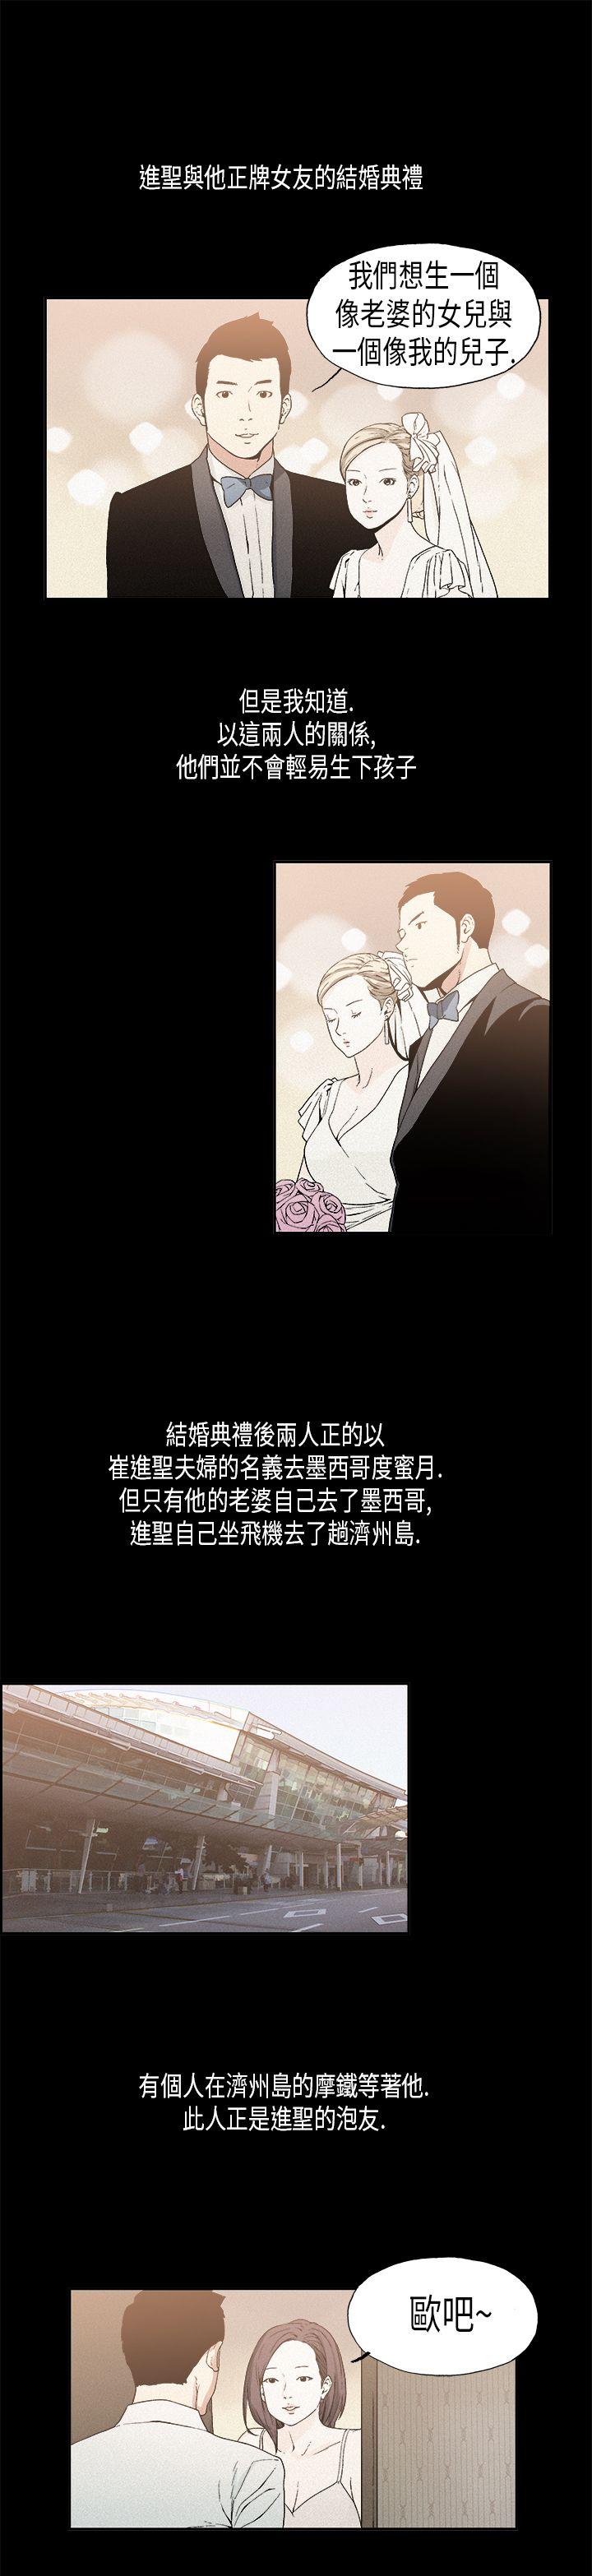 進聖與他正牌女友的結婚典禮
我們想生一個
像老婆的女兒與
一個像我的兒子.
但是我知道.
以這兩人的關係,
他們並不會輕易生下孩子
結婚典禮後兩人正的以
崔進聖夫婦的名義去墨西哥度蜜月.
但只有他的老婆自己去了墨西哥,
進聖自己坐飛機去了趟濟州島.
有個人在濟州島的摩鐵等著他.
此人正是進聖的泡友.
歐吧~